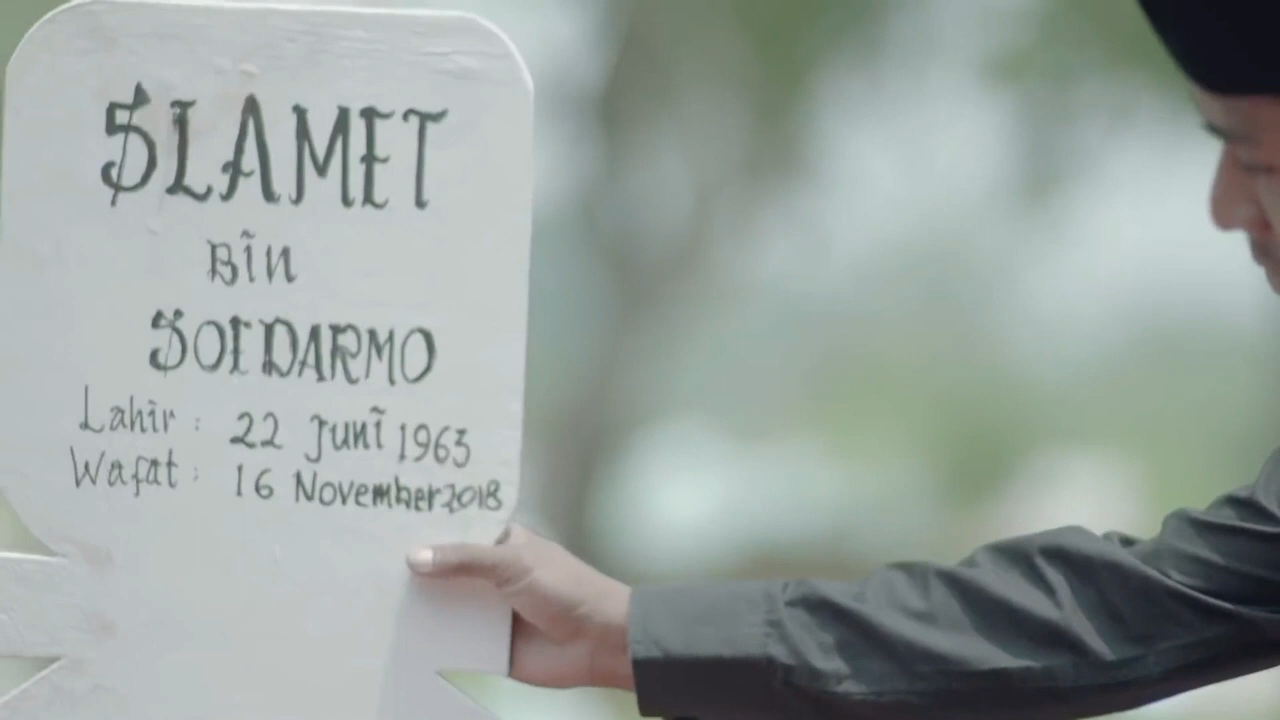 SLAMET
Bin
SOEDARMO
Lahir : 22 Juni 1963
Wafat : 16 November 2018